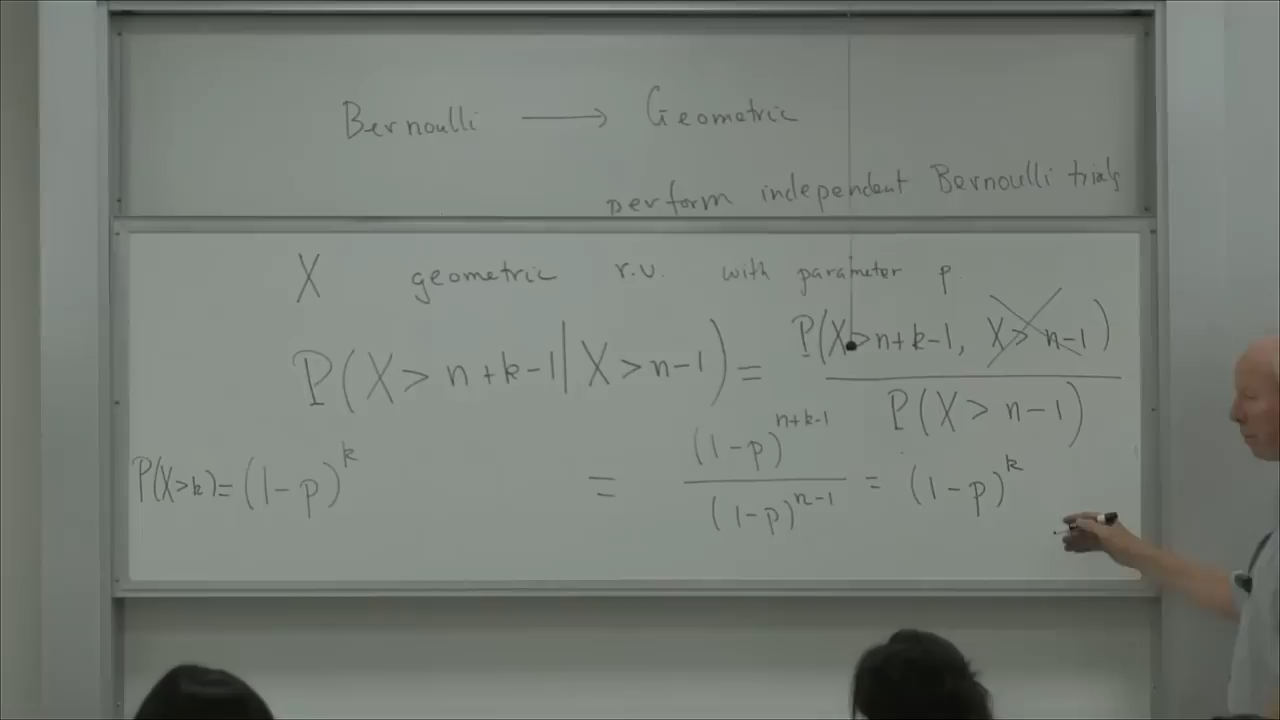 Bernoulli → Geometric
perform independent Bernoulli trials
X geometric r.v. with parameter p
P(X > n+k-1 | X > n-1) = P(X > n+k-1, X > n-1) / P(X > n-1)
P(X>k) = (1-p)^k = (1-p)^{n+k-1} / (1-p)^{n-1} = (1-p)^k